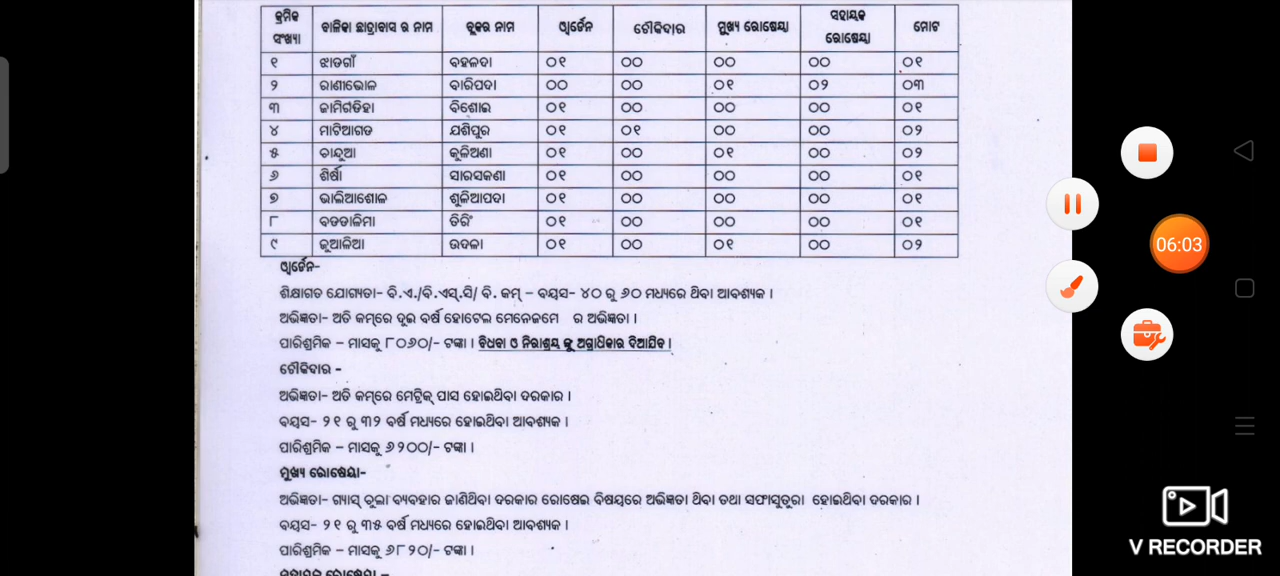 କ୍ରମିକ ସଂଖ୍ୟା ବାଳିକା ଛାତ୍ରାବାସ ର ନାମ ବ୍ଲକର ନାମ ୱାର୍ଡେନ ଚୌକିଦାର ମୁଖ୍ୟ ରୋଷେୟା ସହାୟକ ରୋଷେୟା ମୋଟ
୧ ଝାଡଗାଁ ବହଳଦା ୦୧ ୦୦ ୦୦ ୦୦ ୦୧
୨ ରାଣୀଭୋଳ ବାରିପଦା ୦୦ ୦୦ ୦୧ ୦୨ ୦୩
୩ ଜାମିଗଡିହା ବିଶୋଇ ୦୧ ୦୦ ୦୦ ୦୦ ୦୧
୪ ମାଟିଆଗଡ ଯଶିପୁର ୦୧ ୦୧ ୦୦ ୦୦ ୦୨
୫ ବାନ୍ଦୁଆ କୁଳିଅଣା ୦୧ ୦୦ ୦୧ ୦୦ ୦୨
୬ ଶିର୍ଷା ସାରସକଣା ୦୧ ୦୦ ୦୦ ୦୦ ୦୧
୭ ଭାଲିଆଶୋଳ ଶୁଳିଆପଦା ୦୧ ୦୦ ୦୦ ୦୦ ୦୧
୮ ବଡଡାଳିମା ତିରିଂ ୦୧ ୦୦ ୦୦ ୦୦ ୦୧
୯ ଜୁଆଳିଆ ଉଦଳା ୦୧ ୦୦ ୦୧ ୦୦ ୦୨
ୱାର୍ଡେନ-
ଶିକ୍ଷାଗତ ଯୋଗ୍ୟତା- ବି.ଏ./ବି.ଏସ୍.ସି/ ବି. କମ୍ – ବୟସ- ୪୦ ରୁ ୬୦ ମଧ୍ୟରେ ଥିବା ଆବଶ୍ୟକ ।
ଅଭିଜ୍ଞତା- ଅତି କମ୍‌ରେ ଦୁଇ ବର୍ଷ ହୋଟେଲ ମେନେଜମେ ର ଅଭିଜ୍ଞତା ।
ପାରିଶ୍ରମିକ – ମାସକୁ ୮୦୬୦/- ଟଙ୍କା । ବିଧବା ଓ ନିରାଶ୍ରୟ ଙ୍କୁ ଅଗ୍ରାଧିକାର ଦିଆଯିବ ।
ଚୌକିଦାର -
ଅଭିଜ୍ଞତା- ଅତି କମ୍‌ରେ ମେଟ୍ରିକ୍ ପାସ ହୋଇଥିବା ଦରକାର ।
ବୟସ- ୨୧ ରୁ ୩୨ ବର୍ଷ ମଧ୍ୟରେ ହୋଇଥିବା ଆବଶ୍ୟକ ।
ପାରିଶ୍ରମିକ – ମାସକୁ ୬୨୦୦/- ଟଙ୍କା ।
ମୁଖ୍ୟ ରୋଷେୟା-
ଅଭିଜ୍ଞତା- ଗ୍ୟାସ୍ ଚୁଲା ବ୍ୟବହାର ଜାଣିଥିବା ଦରକାର ରୋଷେଇ ବିଷୟରେ ଅଭିଜ୍ଞତା ଥିବା ତଥା ସଫାସୁତୁରା ହୋଇଥିବା ଦରକାର ।
ବୟସ- ୨୧ ରୁ ୩୫ ବର୍ଷ ମଧ୍ୟରେ ହୋଇଥିବା ଆବଶ୍ୟକ ।
ପାରିଶ୍ରମିକ – ମାସକୁ ୬୮୨୦/- ଟଙ୍କା ।
06:03
V RECORDER